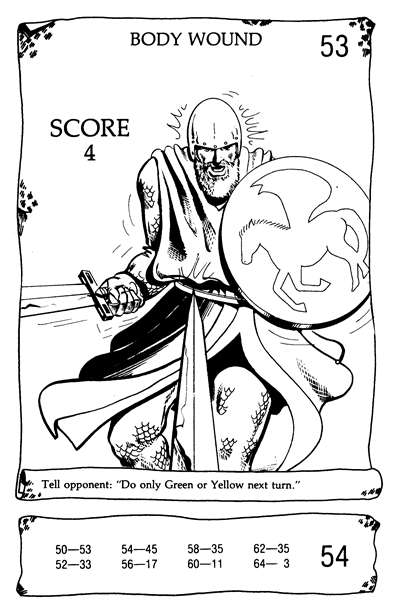 BODY WOUND
53
SCORE
4
Tell opponent: "Do only Green or Yellow next turn."
50—53 54—45 58—35 62—35
52—33 56—17 60—11 64— 3
54